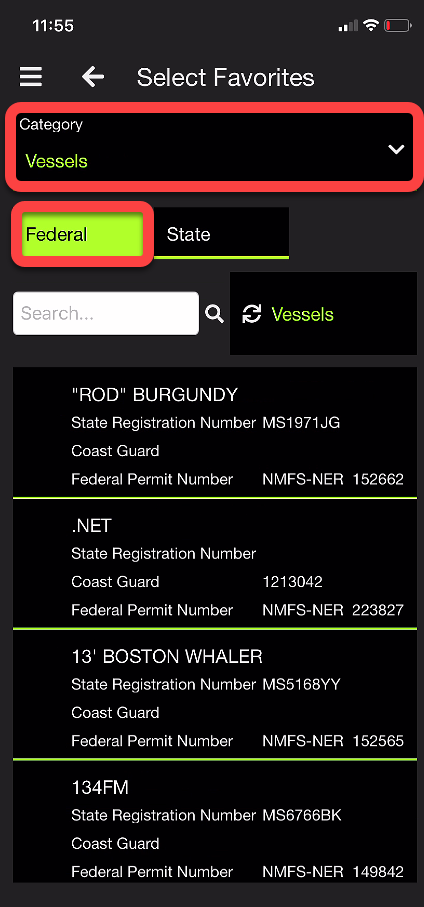 11:55
Select Favorites
Category
Vessels
Federal
State
Search...
Vessels
"ROD" BURGUNDY
State Registration Number MS1971JG
Coast Guard
Federal Permit Number NMFS-NER 152662
.NET
State Registration Number
Coast Guard 1213042
Federal Permit Number NMFS-NER 223827
13' BOSTON WHALER
State Registration Number MS5168YY
Coast Guard
Federal Permit Number NMFS-NER 152565
134FM
State Registration Number MS6766BK
Coast Guard
Federal Permit Number NMFS-NER 149842